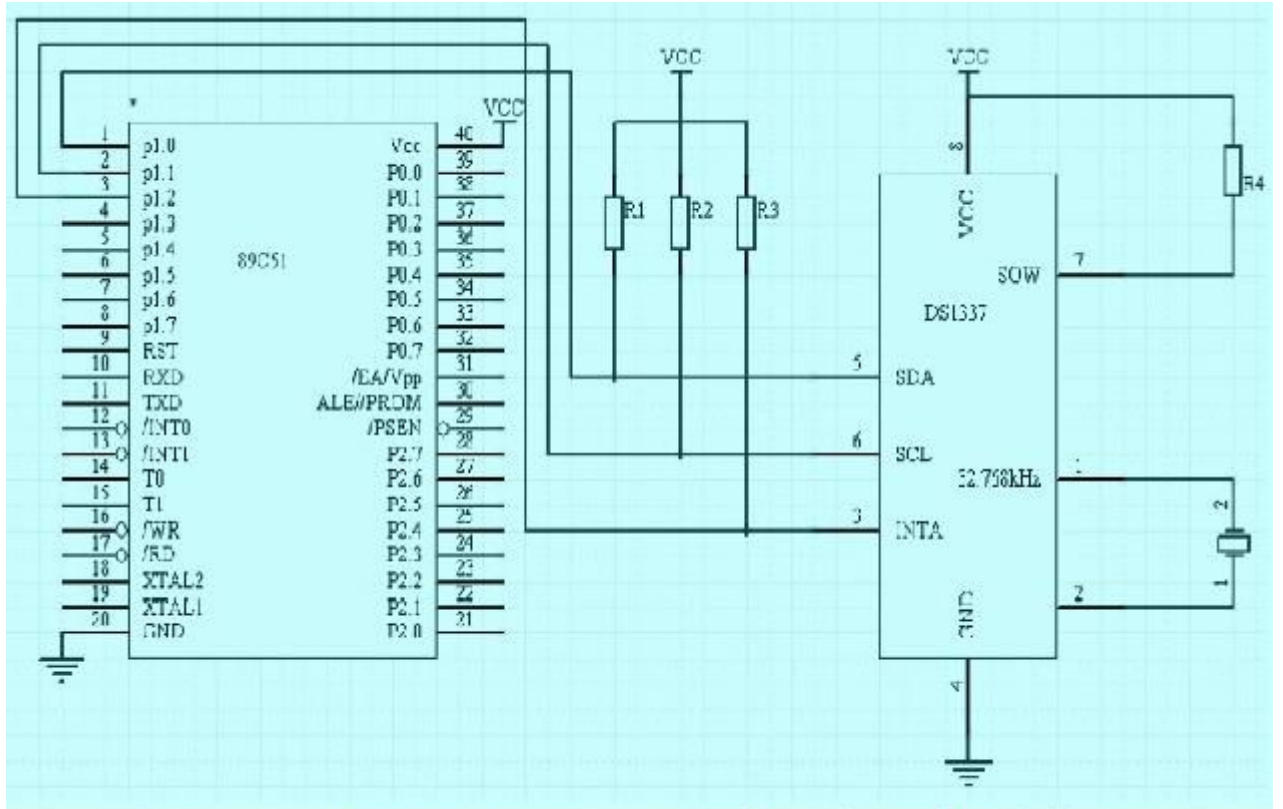 VCC
VCC
VCC
*
1
p1.0
2
p1.1
3
p1.2
4
p1.3
5
p1.4
6
p1.5
7
p1.6
8
p1.7
9
RST
10
RXD
11
TXD
12
/INT0
13
/INT1
14
T0
15
T1
16
/WR
17
/RD
18
XTAL2
19
XTAL1
20
GND
89C51
40
Vcc
39
P0.0
38
P0.1
37
P0.2
36
P0.3
35
P0.4
34
P0.5
33
P0.6
32
P0.7
31
/EA/Vpp
30
ALE//PROM
29
/PSEN
28
P2.7
27
P2.6
26
P2.5
25
P2.4
24
P2.3
23
P2.2
22
P2.1
21
P2.0
R1
R2
R3
R4
8
VCC
7
SQW
DS1337
5
SDA
6
SCL
32.768kHz
1
3
INTA
2
1
2
GND
4